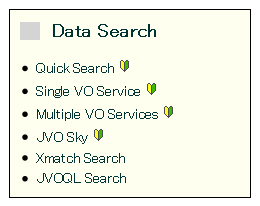 Data Search
Quick Search
Single VO Service
Multiple VO Services
JVO Sky
Xmatch Search
JVOQL Search